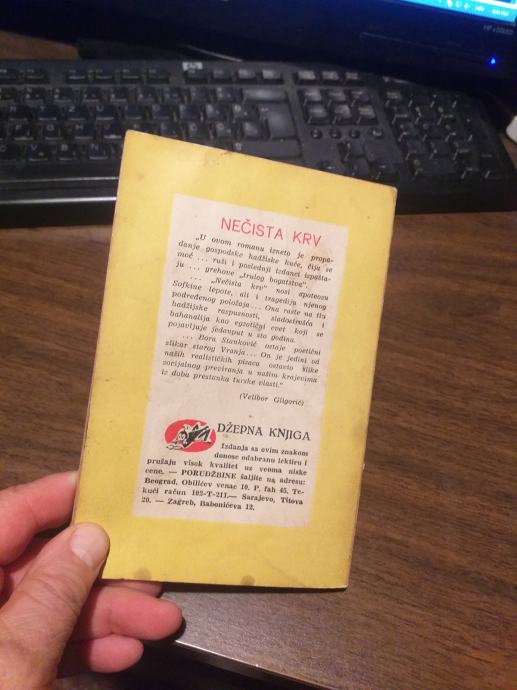 NEČISTA KRV
„U ovom romanu izneto je propa-
danje gospodske hadžiske kuće, čija se
moć ... ruši i poslednji izdanci ispašta-
ju ... grehove „trulog bogatstva".
... „Nečista krv" nosi apoteozu
Sofkine lepote, ali i tragediju njenog
podređenog položaja ... Ona raste na tlu
hadžijske raspusnosti, sladostrašća i
bahanalija kao egzotični cvet koji se
pojavljuje jedanput u sto godina.
... Bora Stanković ostaje poetični
slikar starog Vranja ... On je jedini od
naših realističkih pisaca ostavio slike
socijalnog previranja u našim krajevima
iz doba prestanka turske vlasti."
(Velibor Gligorić)
DŽEPNA KNJIGA
Izdanja sa ovim znakom
donose odabranu lektiru i
pružaju visok kvalitet uz veoma niske
cene. — PORUDŽBINE šaljite na adresu:
Beograd, Obilićev venac 10. P. fah 45, Te-
kući račun 102-T-211.— Sarajevo, Titova
20. — Zagreb, Babonićeva 12.